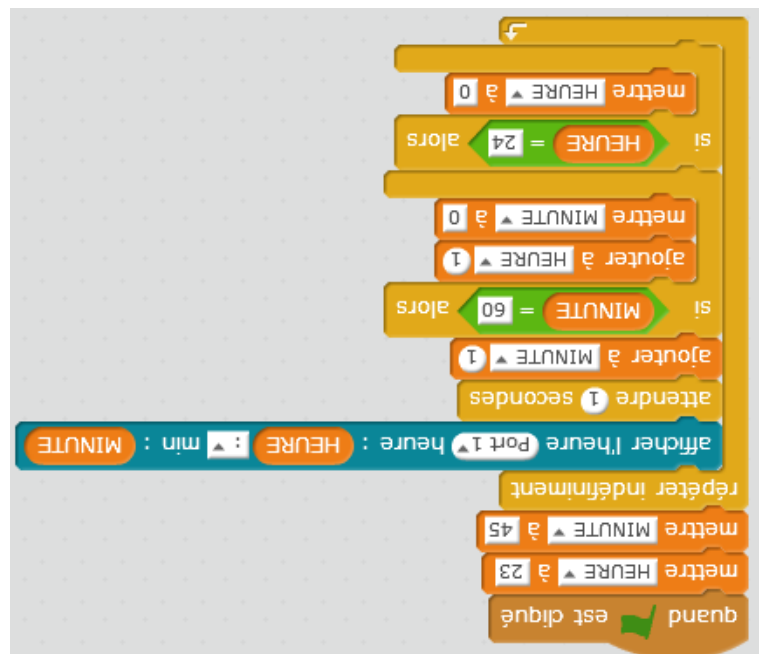 quand est cliqué
mettre HEURE à 23
mettre MINUTE à 45
répéter indéfiniment
afficher l'heure Port 1 heure : HEURE : min : MINUTE
attendre 1 secondes
ajouter à MINUTE 1
si MINUTE = 60 alors
ajouter à HEURE 1
mettre MINUTE à 0
si HEURE = 24 alors
mettre HEURE à 0